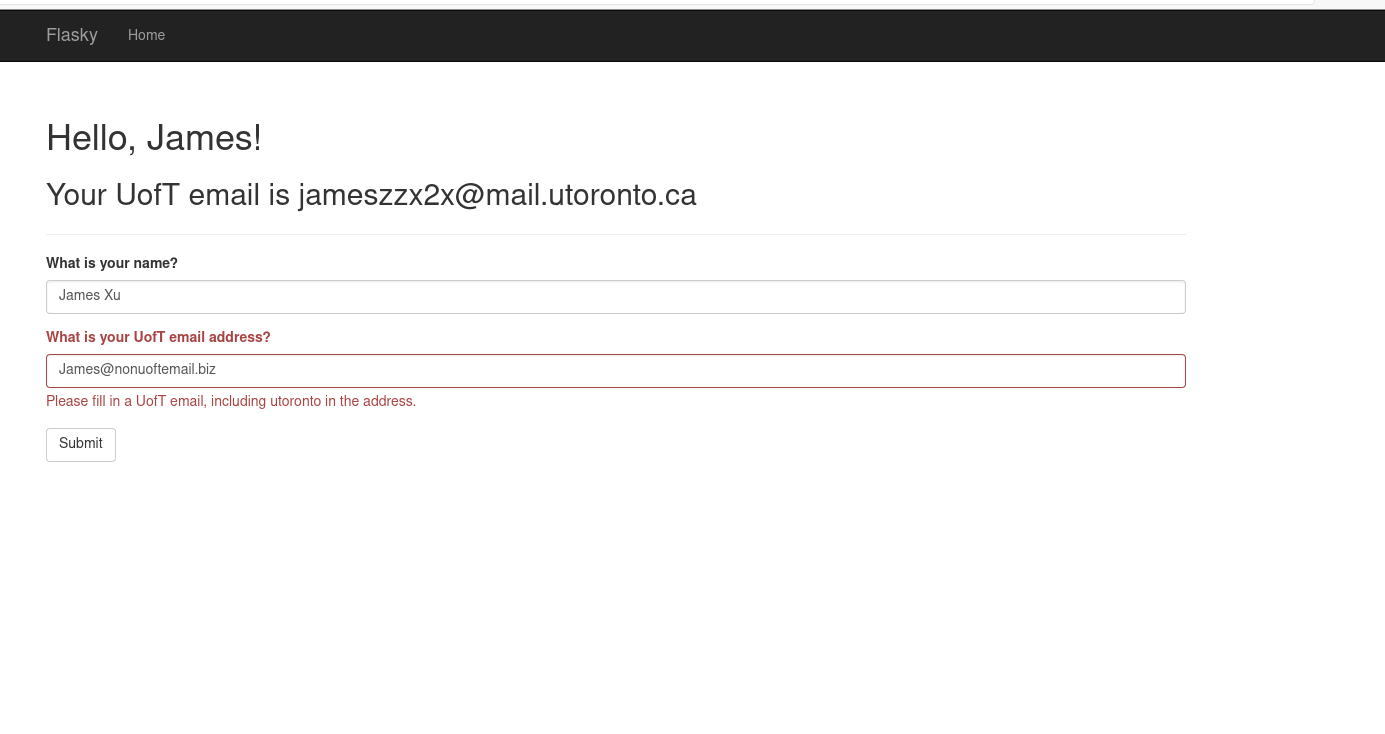 Flasky Home
Hello, James!
Your UofT email is jameszzx2x@mail.utoronto.ca
What is your name?
James Xu
What is your UofT email address?
James@nonuoftemail.biz
Please fill in a UofT email, including utoronto in the address.
Submit